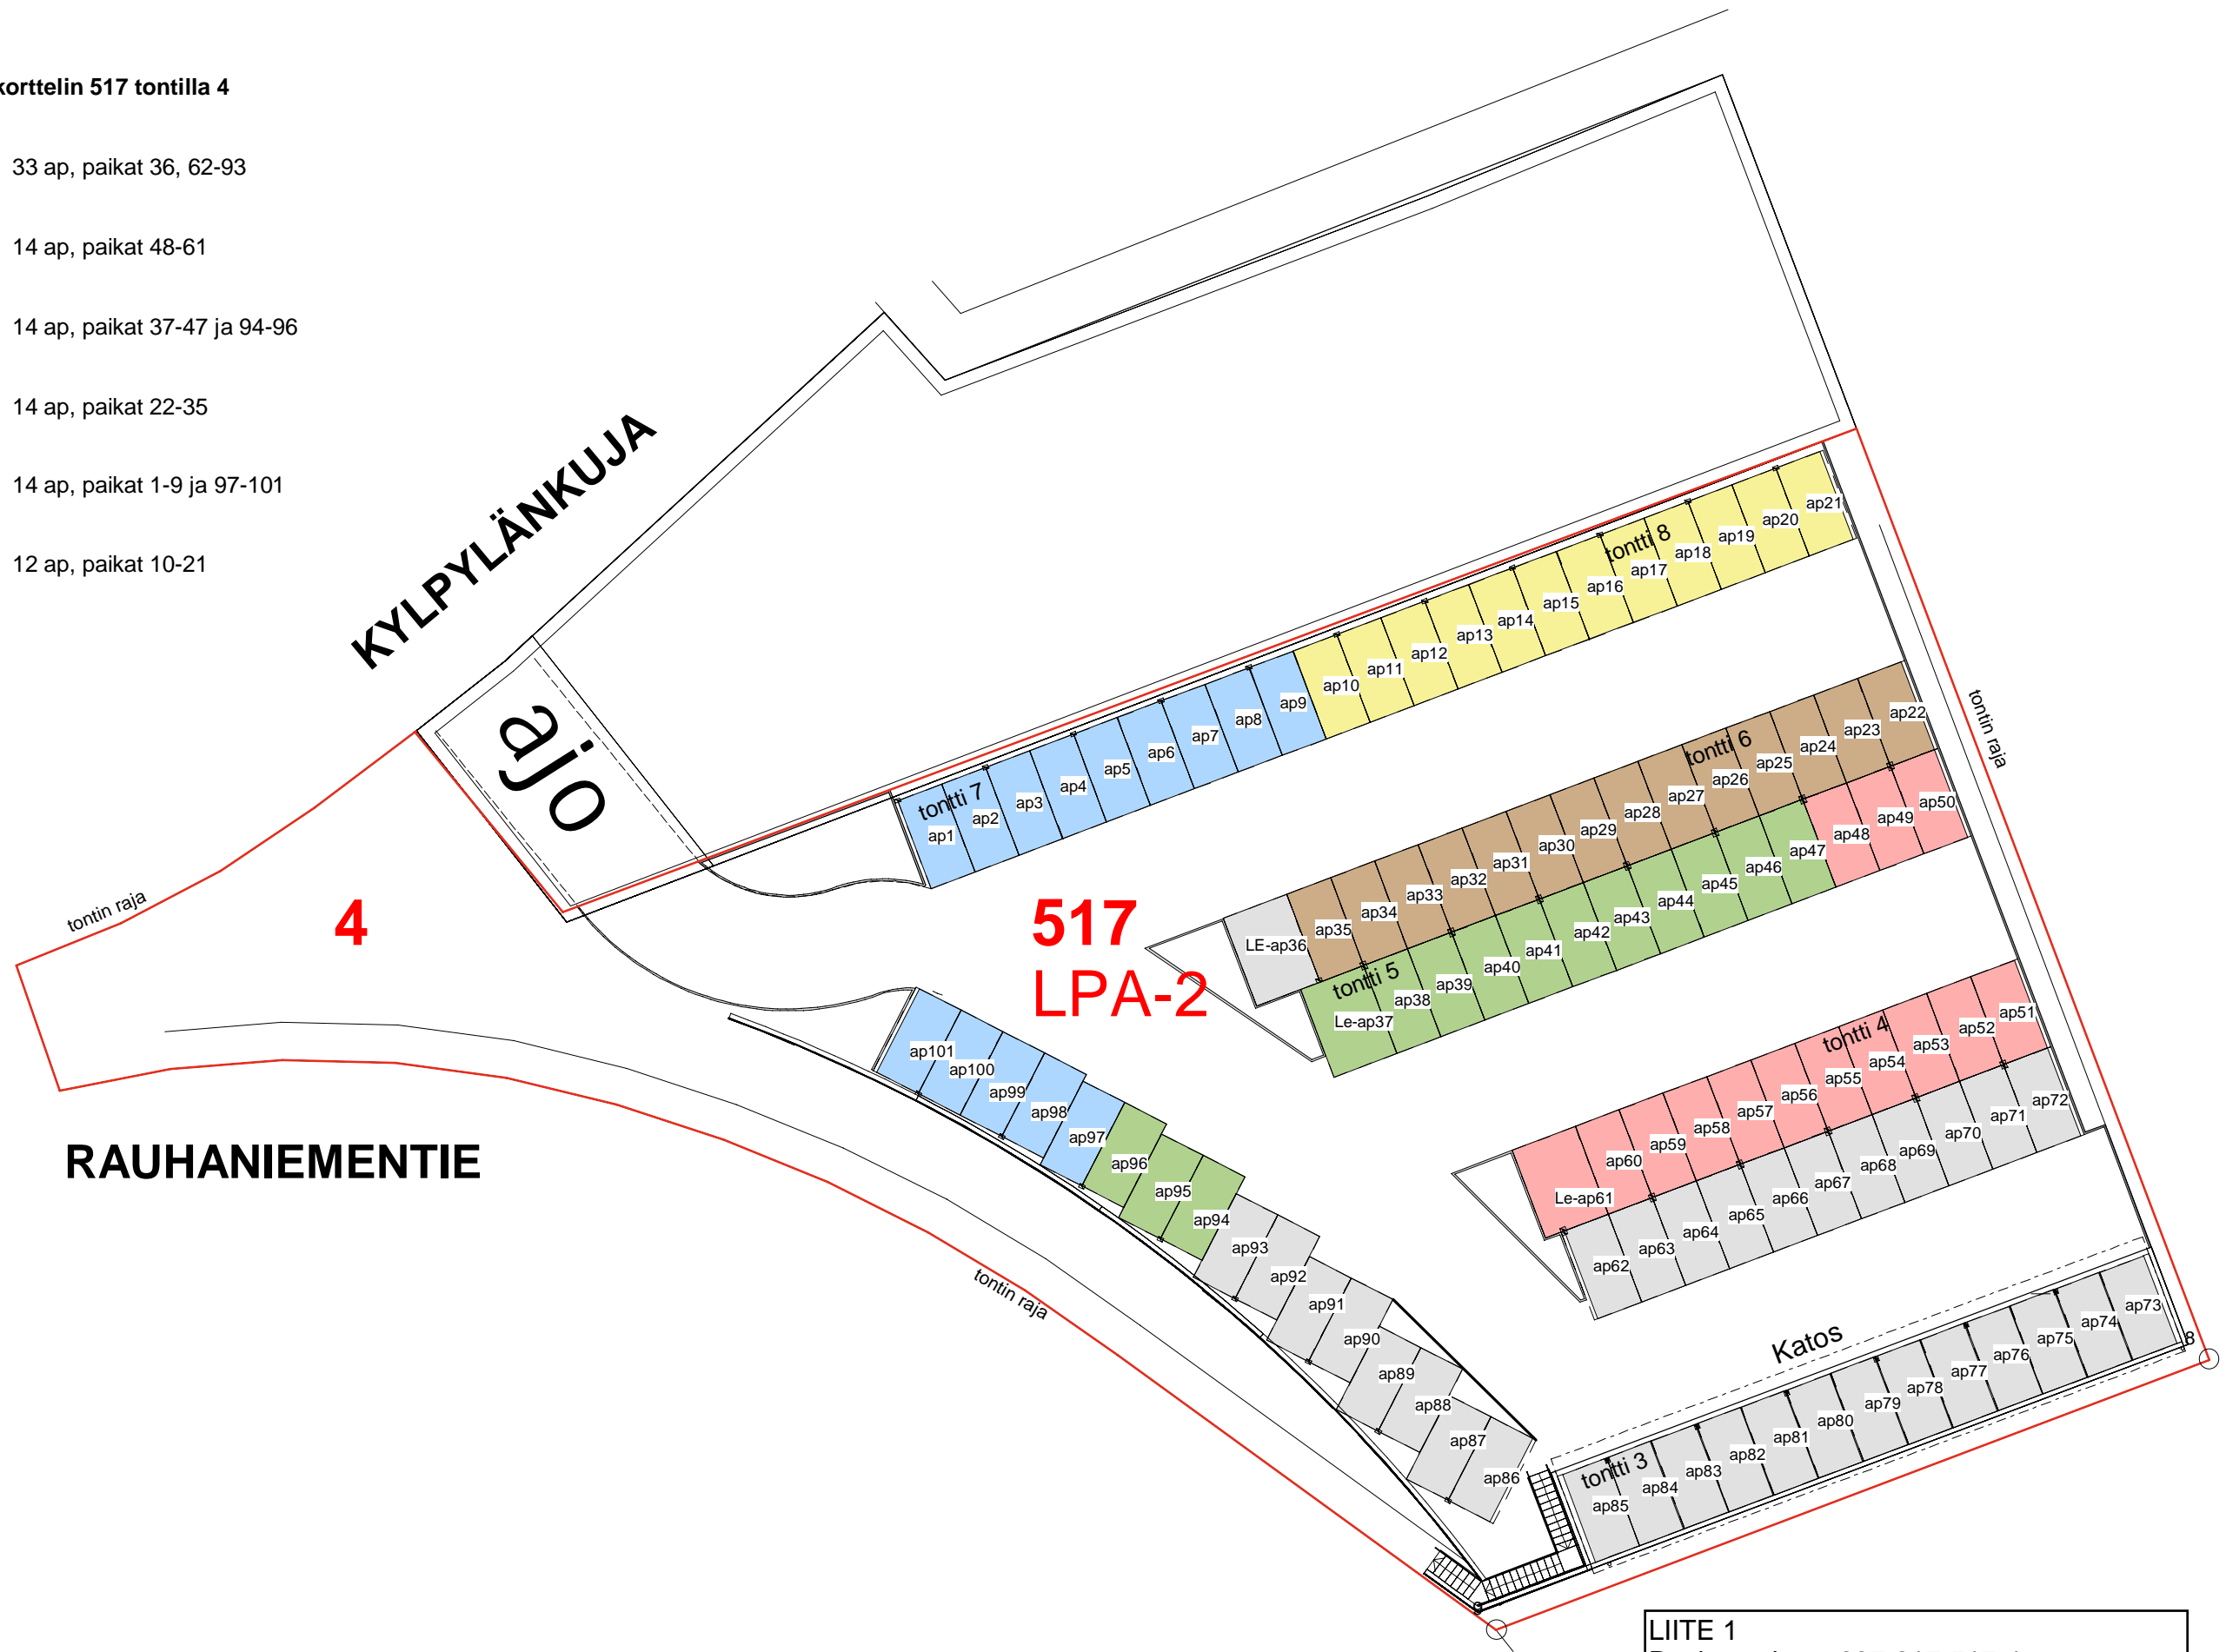 korttelin 517 tontilla 4
33 ap, paikat 36, 62-93
14 ap, paikat 48-61
14 ap, paikat 37-47 ja 94-96
14 ap, paikat 22-35
14 ap, paikat 1-9 ja 97-101
12 ap, paikat 10-21
KYLPYLÄNKUJA
ajo
tontin raja
4
RAUHANIEMENTIE
517
LPA-2
tontti 7
ap1
ap2
ap3
ap4
ap5
ap6
ap7
ap8
ap9
tontti 8
ap10
ap11
ap12
ap13
ap14
ap15
ap16
ap17
ap18
ap19
ap20
ap21
tontin raja
tontti 6
ap22
ap23
ap24
ap25
ap26
ap27
ap28
ap29
ap30
ap31
ap32
ap33
ap34
ap35
LE-ap36
tontti 5
Le-ap37
ap38
ap39
ap40
ap41
ap42
ap43
ap44
ap45
ap46
ap47
ap48
ap49
ap50
tontti 4
ap51
ap52
ap53
ap54
ap55
ap56
ap57
ap58
ap59
ap60
Le-ap61
ap62
ap63
ap64
ap65
ap66
ap67
ap68
ap69
ap70
ap71
ap72
Katos
ap73
ap74
ap75
ap76
ap77
ap78
ap79
ap80
ap81
ap82
ap83
ap84
ap85
tontti 3
8
ap86
ap87
ap88
ap89
ap90
ap91
ap92
ap93
ap94
ap95
ap96
ap97
ap98
ap99
ap100
ap101
tontin raja
LIITE 1